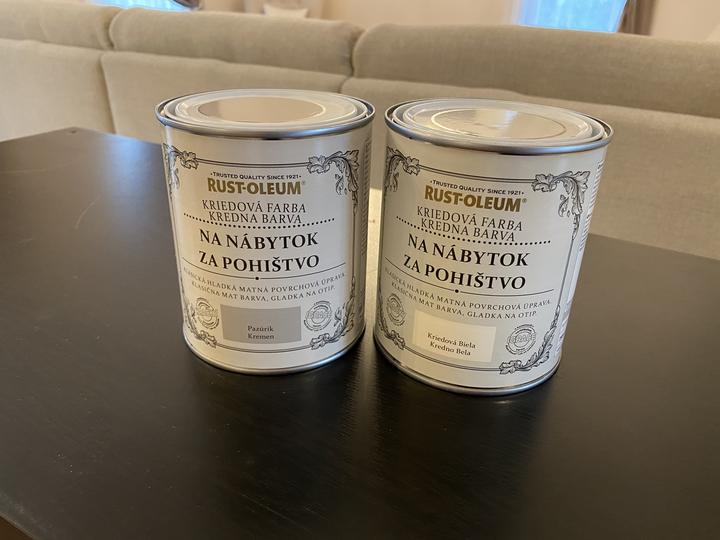 TRUSTED QUALITY SINCE 1921
RUST-OLEUM®
KRIEDOVÁ FARBA
KREDNA BARVA
NA NÁBYTOK
ZA POHIŠTVO
KLASICKÁ HLADKÁ MATNÁ POVRCHOVÁ ÚPRAVA.
KLASIČNA MAT BARVA, GLADKA NA OTIP.
Pazúrik
Kremen
TRUSTED QUALITY SINCE 1921
RUST-OLEUM®
KRIEDOVÁ FARBA
KREDNA BARVA
NA NÁBYTOK
ZA POHIŠTVO
KLASICKÁ HLADKÁ MATNÁ POVRCHOVÁ ÚPRAVA.
KLASIČNA MAT BARVA, GLADKA NA OTIP.
Kriedová Biela
Kredno Bela